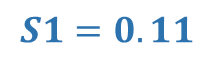 S1 = 0.11